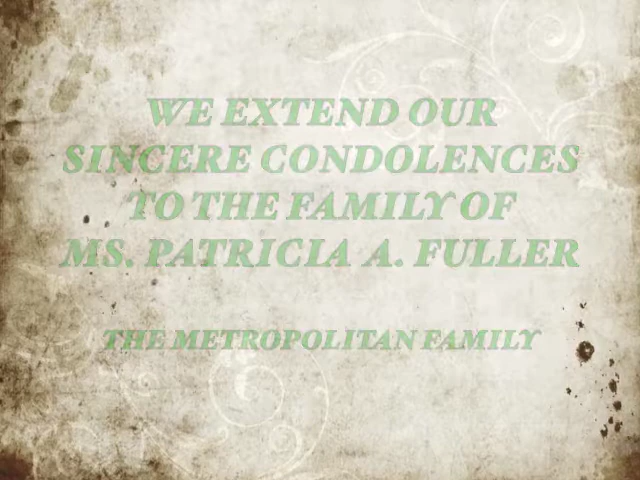 WE EXTEND OUR
SINCERE CONDOLENCES
TO THE FAMILY OF
MS. PATRICIA A. FULLER
THE METROPOLITAN FAMILY